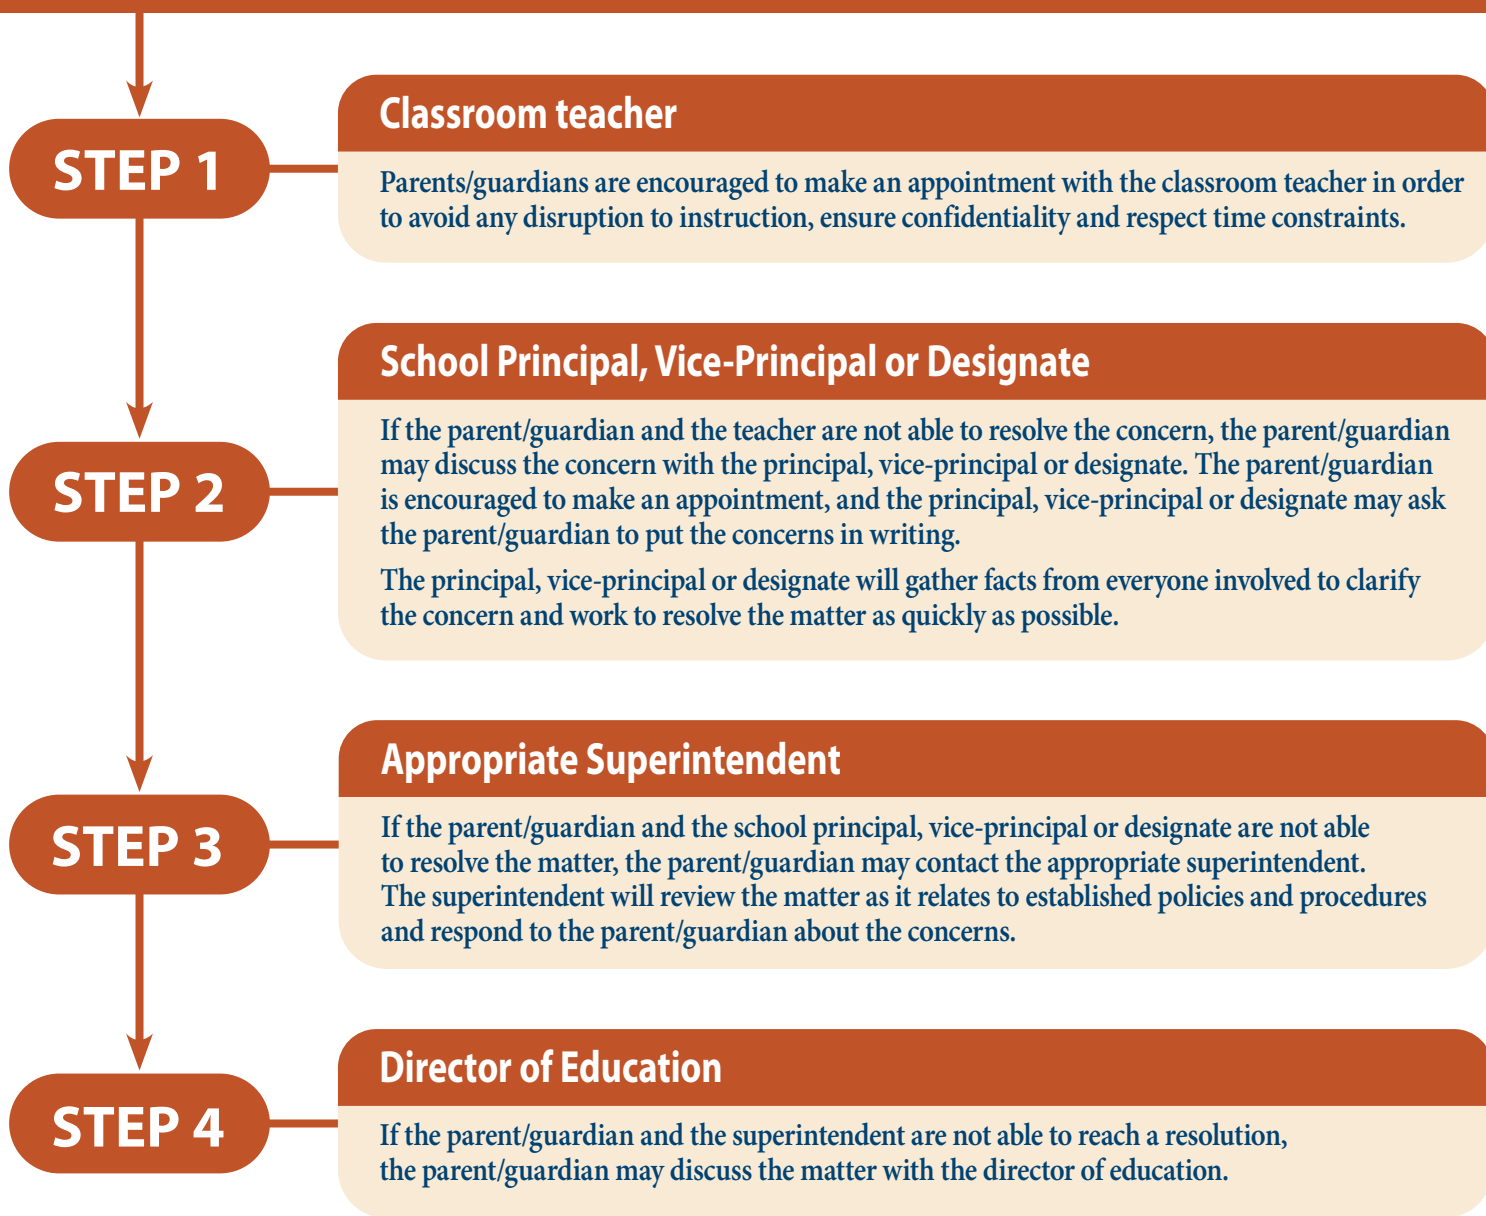 STEP 1
Classroom teacher
Parents/guardians are encouraged to make an appointment with the classroom teacher in order
to avoid any disruption to instruction, ensure confidentiality and respect time constraints.
STEP 2
School Principal, Vice-Principal or Designate
If the parent/guardian and the teacher are not able to resolve the concern, the parent/guardian
may discuss the concern with the principal, vice-principal or designate. The parent/guardian
is encouraged to make an appointment, and the principal, vice-principal or designate may ask
the parent/guardian to put the concerns in writing.
The principal, vice-principal or designate will gather facts from everyone involved to clarify
the concern and work to resolve the matter as quickly as possible.
STEP 3
Appropriate Superintendent
If the parent/guardian and the school principal, vice-principal or designate are not able
to resolve the matter, the parent/guardian may contact the appropriate superintendent.
The superintendent will review the matter as it relates to established policies and procedures
and respond to the parent/guardian about the concerns.
STEP 4
Director of Education
If the parent/guardian and the superintendent are not able to reach a resolution,
the parent/guardian may discuss the matter with the director of education.